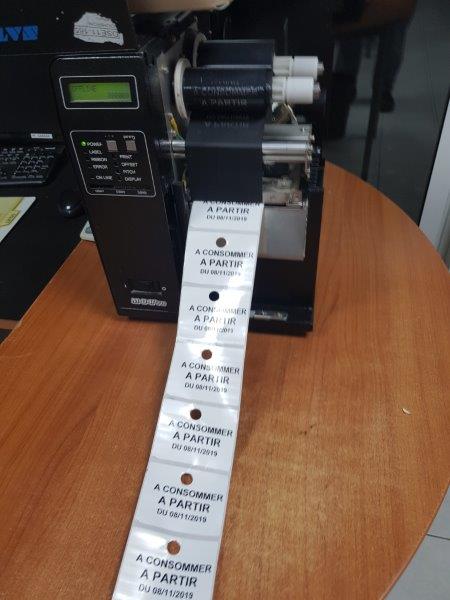 SAT
POWER
LABEL
RIBBON
ERROR
ON-LINE
PRINT
OFFSET
PITCH
DISPLAY
A PARTIR
A CONSOMMER
A PARTIR
DU 08/11/2019
A CONSOMMER
A PARTIR
DU 08/11/2019
A CONSOMMER
A PARTIR
DU 08/11/2019
A CONSOMMER
A PARTIR
DU 08/11/2019
A CONSOMMER
A PARTIR
DU 08/11/2019
A CONSOMMER
A PARTIR
DU 08/11/2019
A CONSOMMER
A PARTIR
DU 08/11/2019